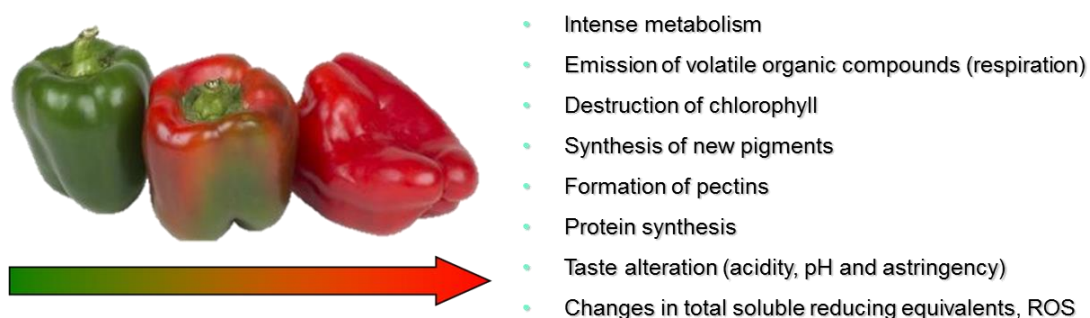 • Intense metabolism
• Emission of volatile organic compounds (respiration)
• Destruction of chlorophyll
• Synthesis of new pigments
• Formation of pectins
• Protein synthesis
• Taste alteration (acidity, pH and astringency)
• Changes in total soluble reducing equivalents, ROS